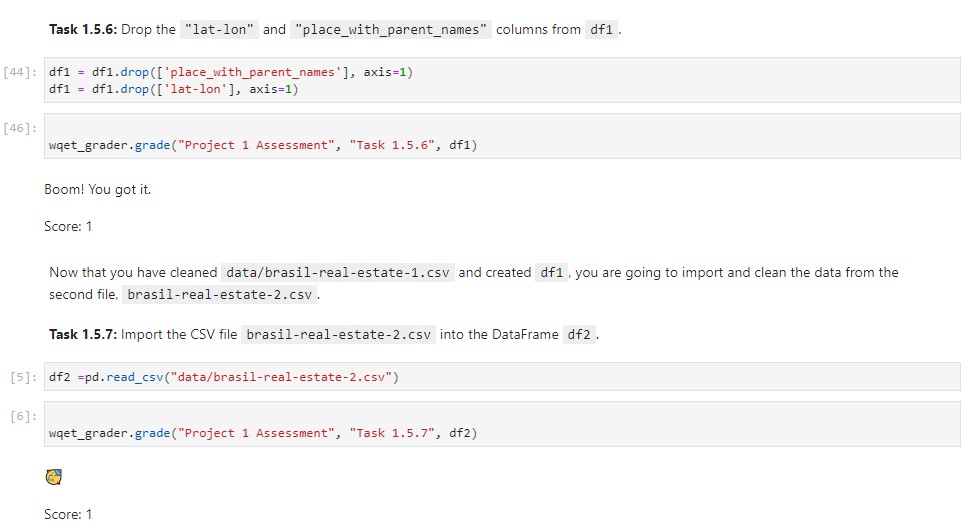 Task 1.5.6: Drop the "lat-lon" and "place_with_parent_names" columns from df1.
[44]: df1 = df1.drop(['place_with_parent_names'], axis=1)
df1 = df1.drop(['lat-lon'], axis=1)
[46]:
wqet_grader.grade("Project 1 Assessment", "Task 1.5.6", df1)
Boom! You got it.
Score: 1
Now that you have cleaned data/brasil-real-estate-1.csv and created df1, you are going to import and clean the data from the
second file, brasil-real-estate-2.csv.
Task 1.5.7: Import the CSV file brasil-real-estate-2.csv into the DataFrame df2.
[5]: df2 =pd.read_csv("data/brasil-real-estate-2.csv")
[6]:
wqet_grader.grade("Project 1 Assessment", "Task 1.5.7", df2)
Score: 1